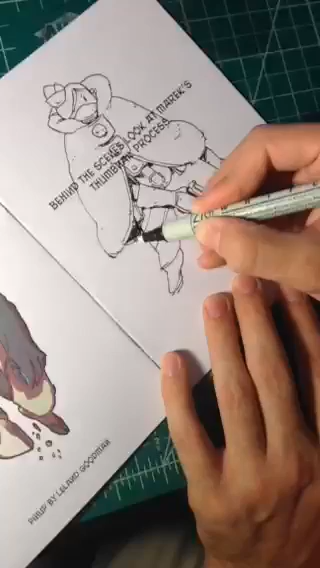 BEHIND THE SCENES LOOK AT MAREK'S
THUMBNAIL PROCESS
PINUP BY LELAND GOODMAN